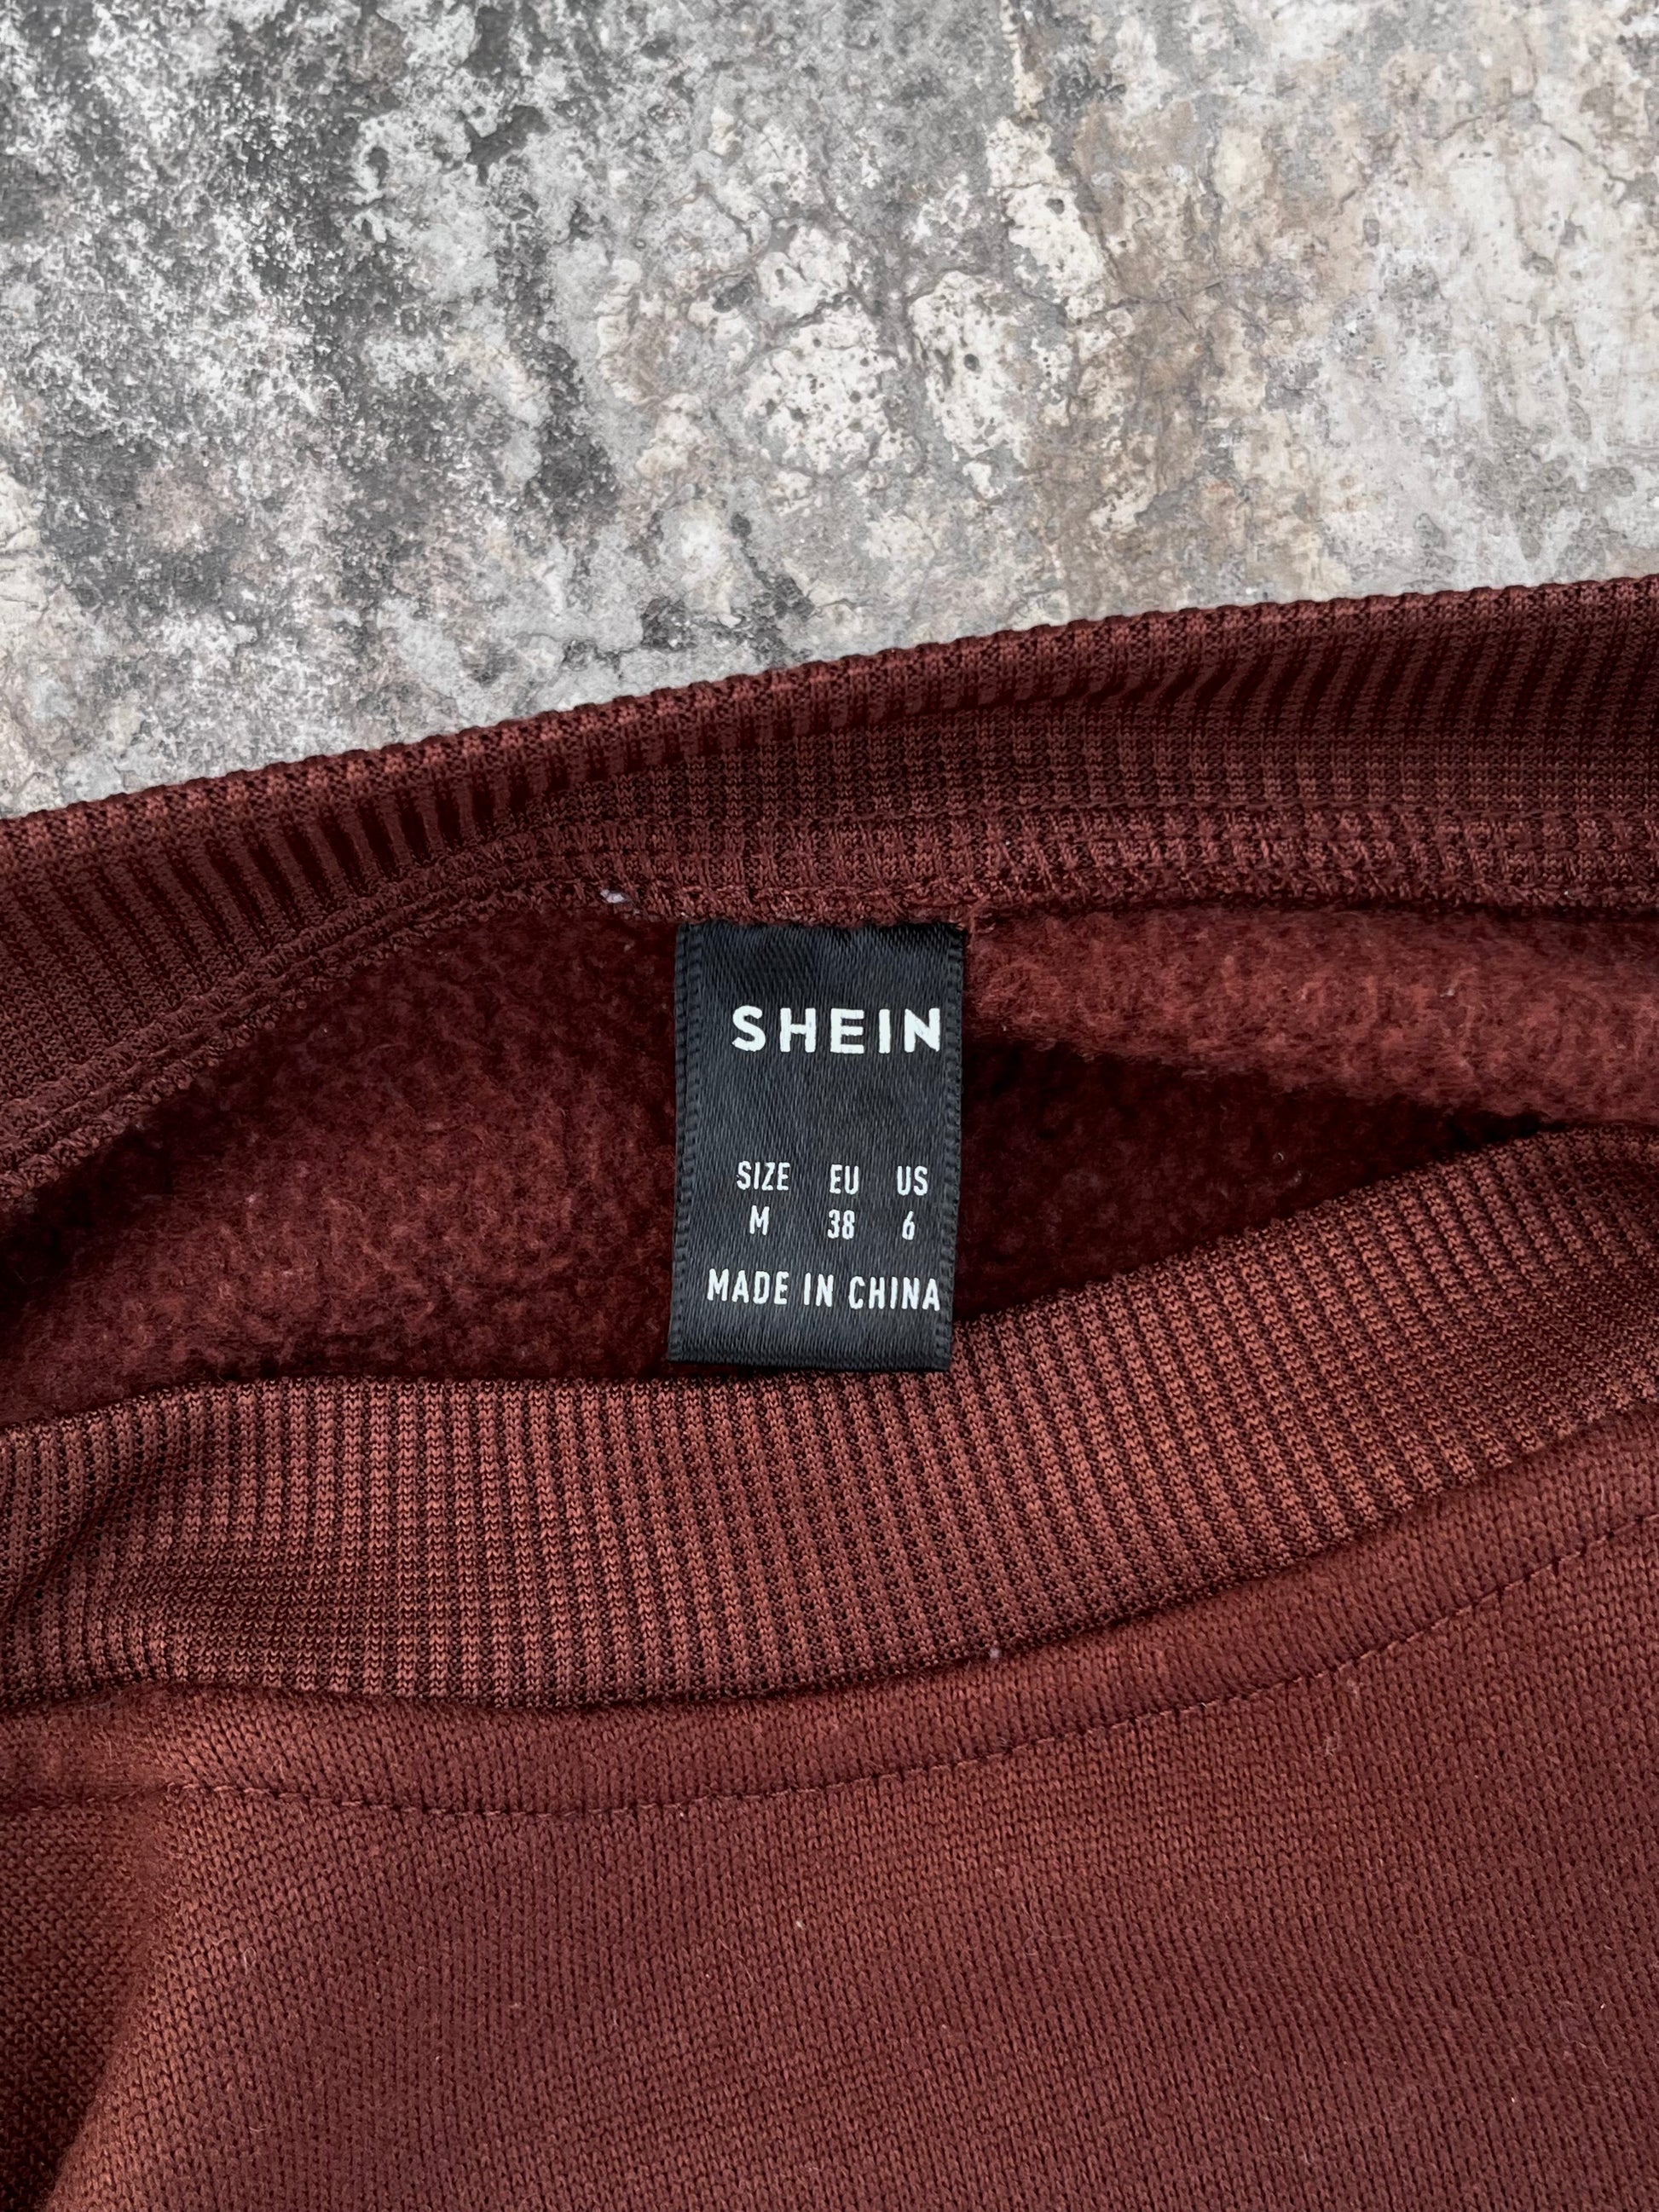 SHEIN
SIZE EU US
M 38 6
MADE IN CHINA